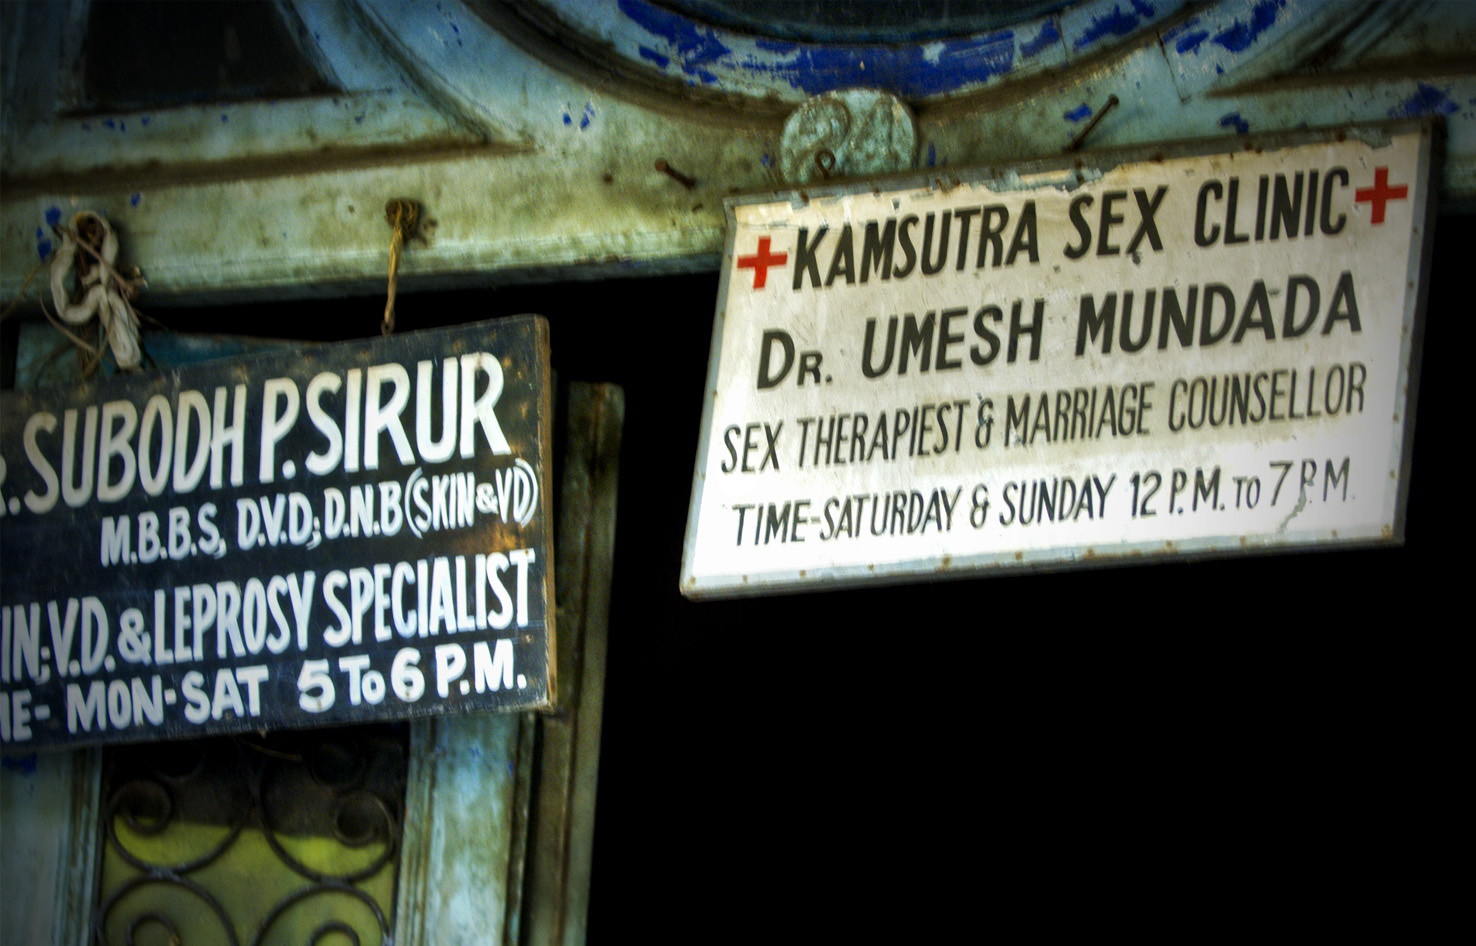 .SUBODH P. SIRUR
M.B.B.S, D.V.D; D.N.B (SKIN & VD)
IN; V.D. & LEPROSY SPECIALIST
ME- MON-SAT 5 TO 6 P.M.
+ KAMSUTRA SEX CLINIC +
DR. UMESH MUNDADA
SEX THERAPIEST & MARRIAGE COUNSELLOR
TIME-SATURDAY & SUNDAY 12 P.M. TO 7 P.M.